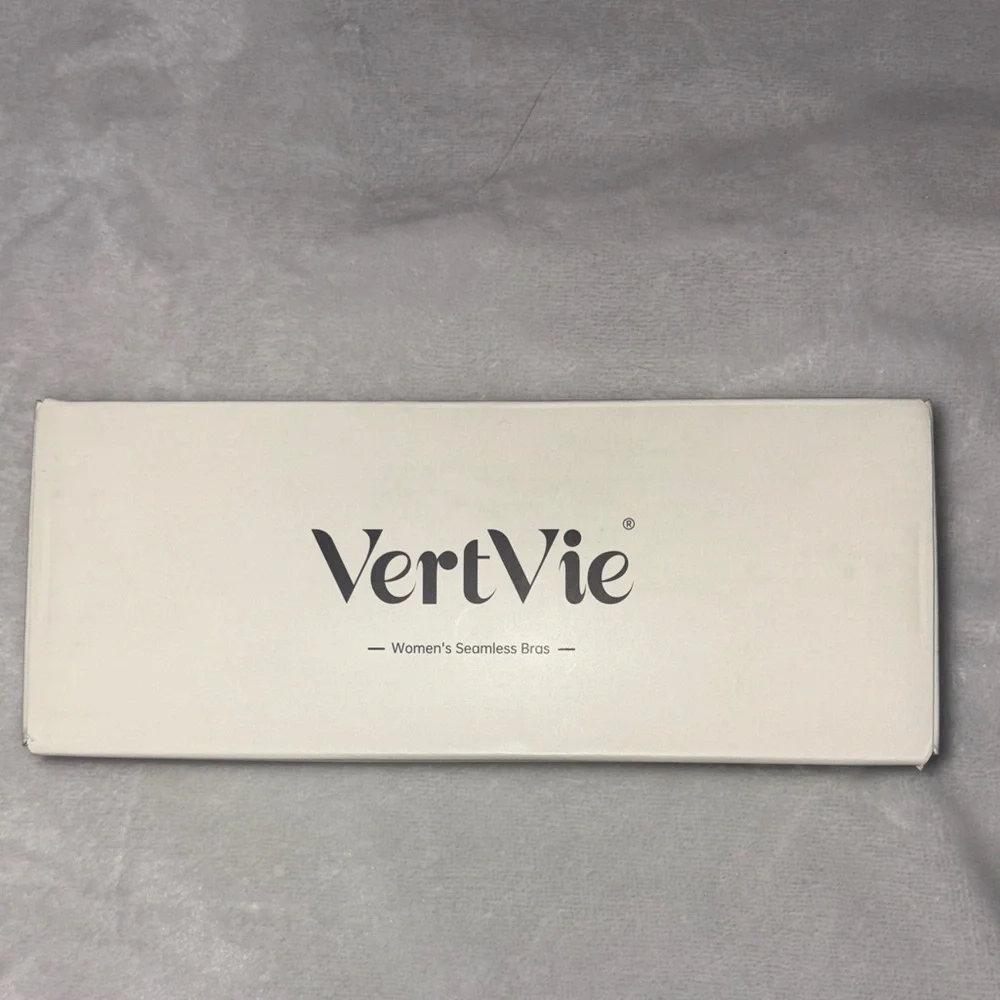 VertVie®
— Women's Seamless Bras —